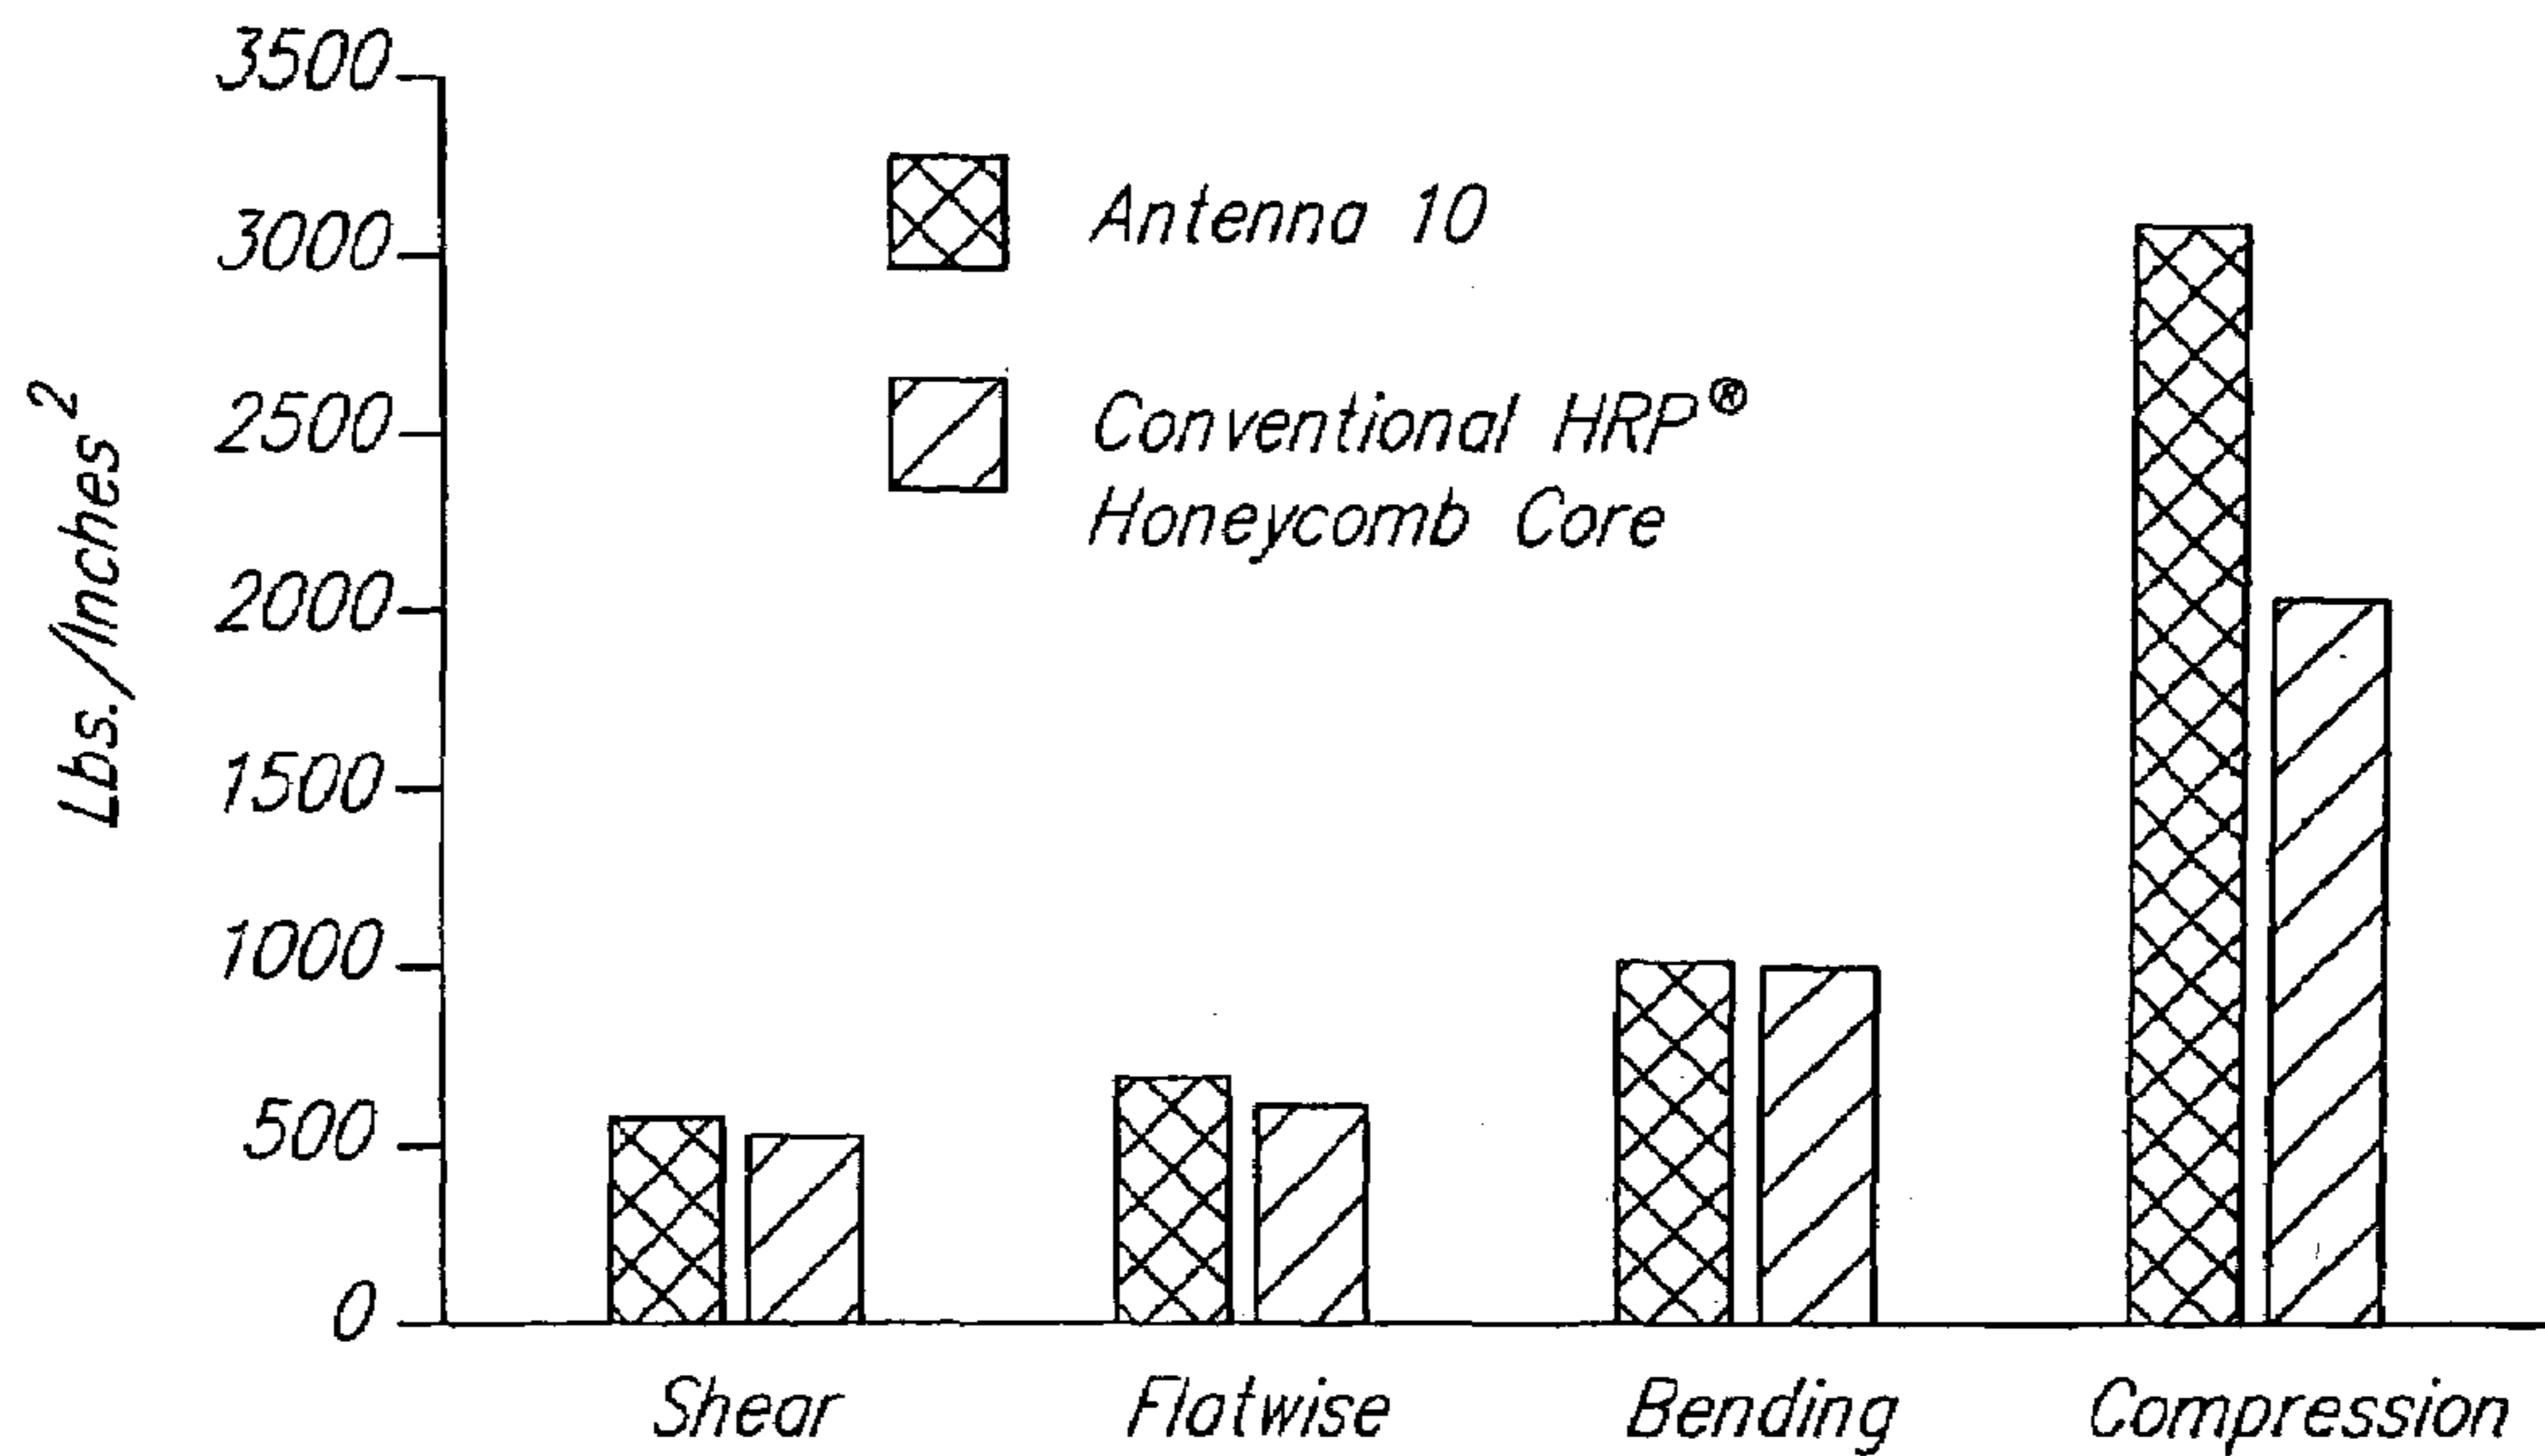 3500
3000
2500
2000
1500
1000
500
0
Lbs./Inches²
Antenna 10
Conventional HRP®
Honeycomb Core
Shear
Flatwise
Bending
Compression